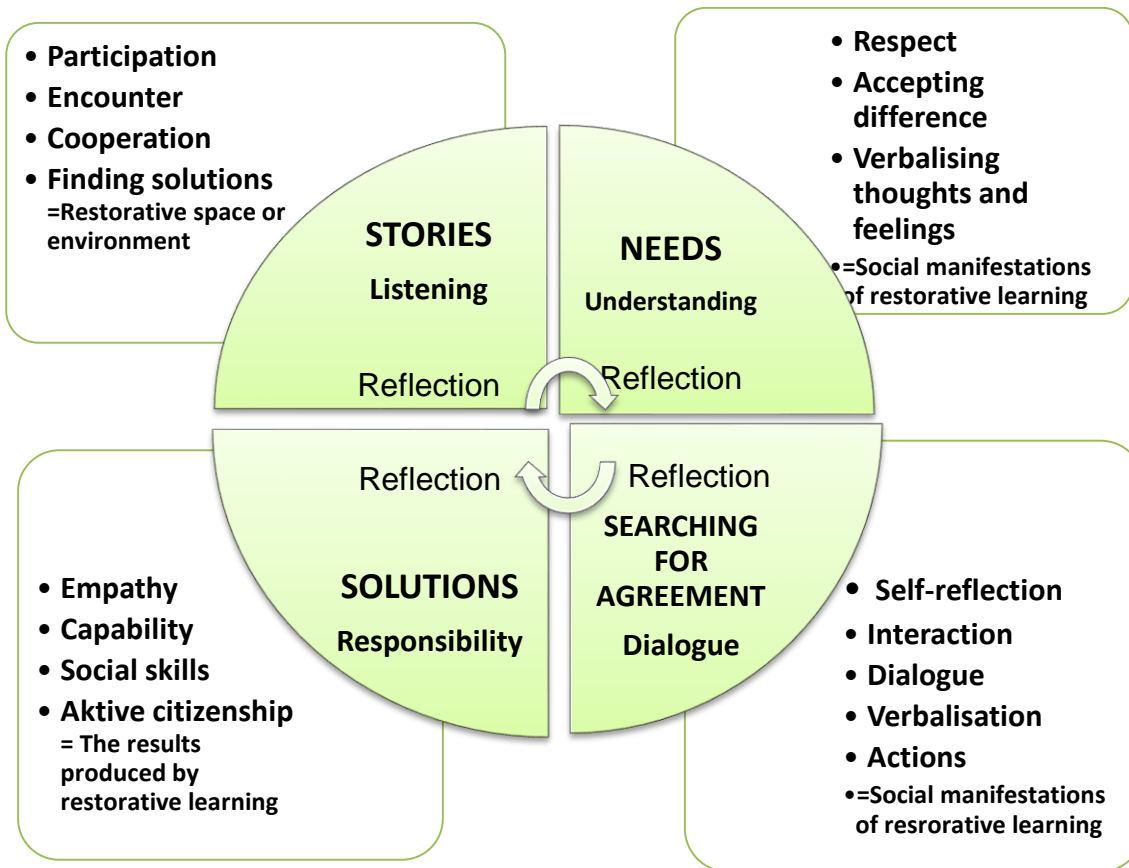 • Participation
• Encounter
• Cooperation
• Finding solutions
=Restorative space or
environment
• Respect
• Accepting
difference
• Verbalising
thoughts and
feelings
•=Social manifestations
of restorative learning
STORIES
Listening
Reflection
NEEDS
Understanding
Reflection
Reflection
SOLUTIONS
Responsibility
Reflection
SEARCHING
FOR
AGREEMENT
Dialogue
• Empathy
• Capability
• Social skills
• Aktive citizenship
= The results
produced by
restorative learning
• Self-reflection
• Interaction
• Dialogue
• Verbalisation
• Actions
•=Social manifestations
of resrorative learning